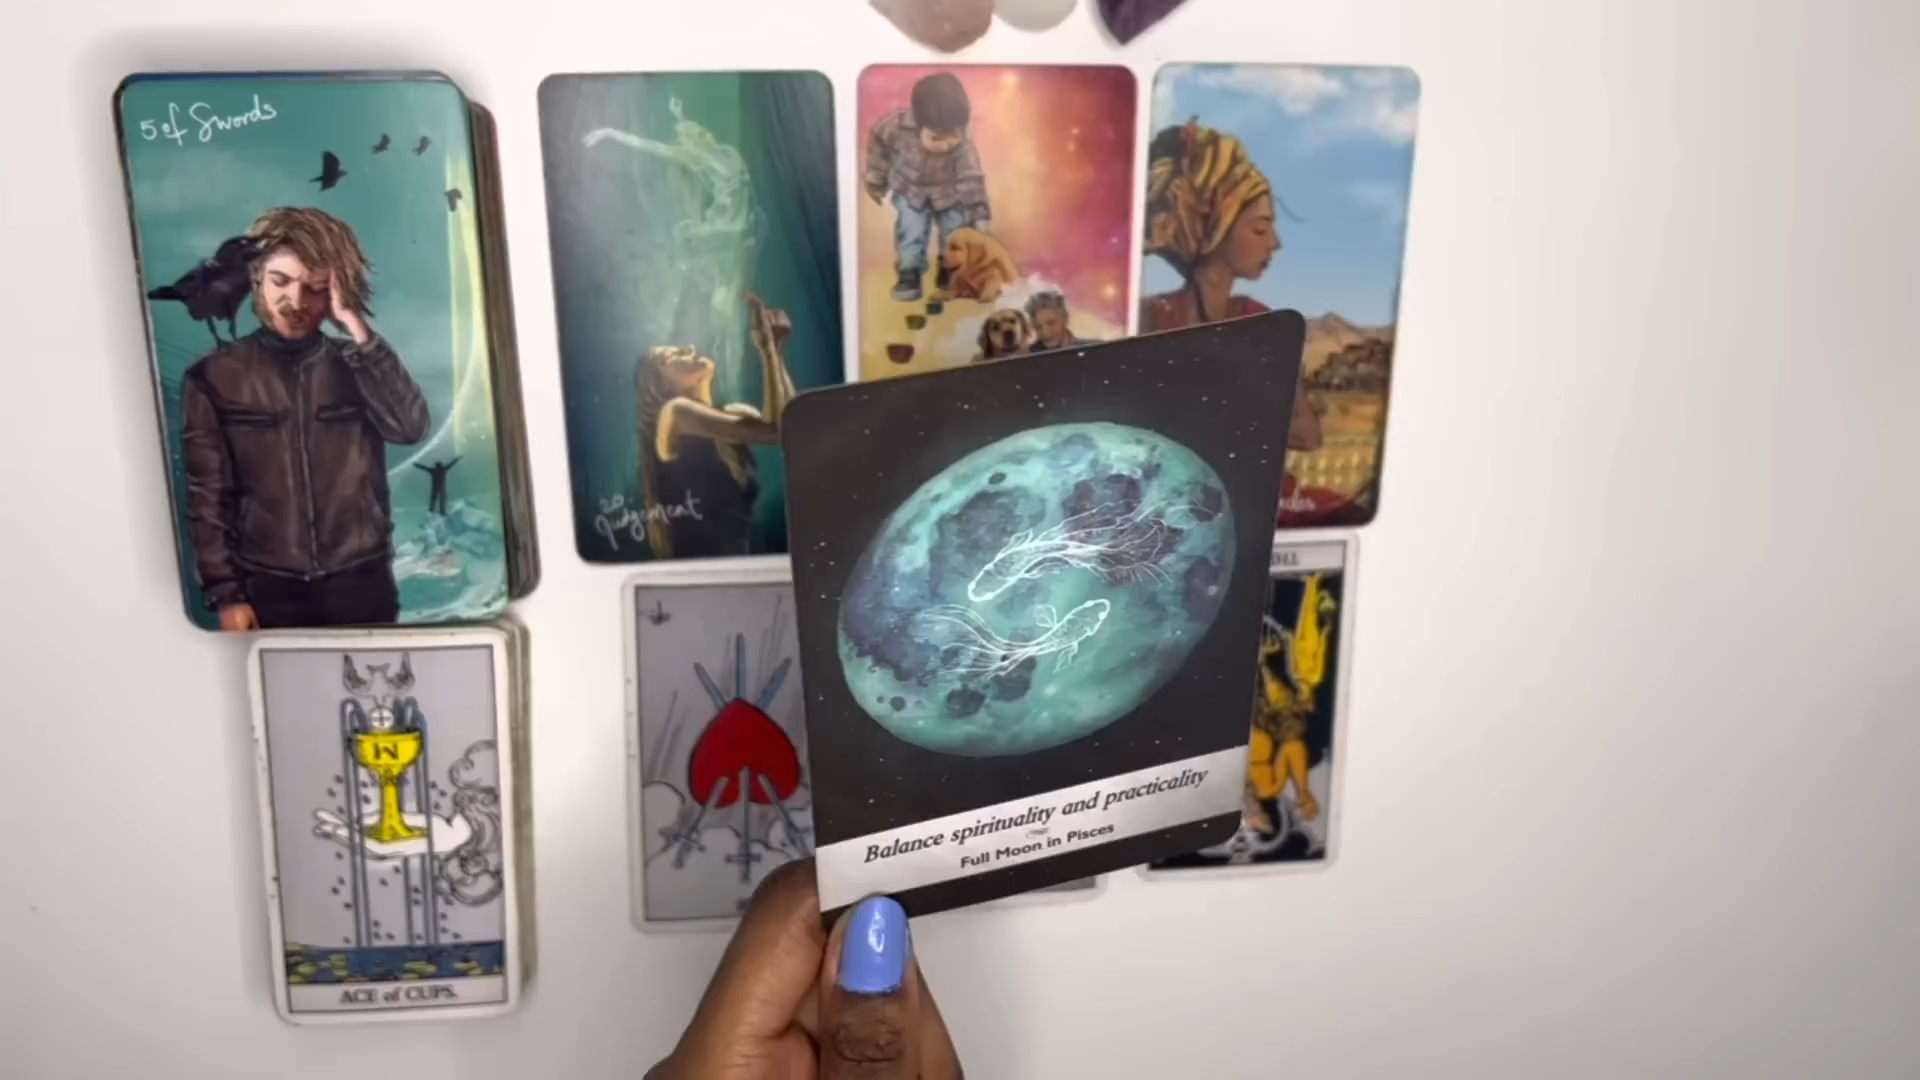 5 of Swords
20
Judgement
Balance spirituality and practicality
Full Moon in Pisces
ACE of CUPS.